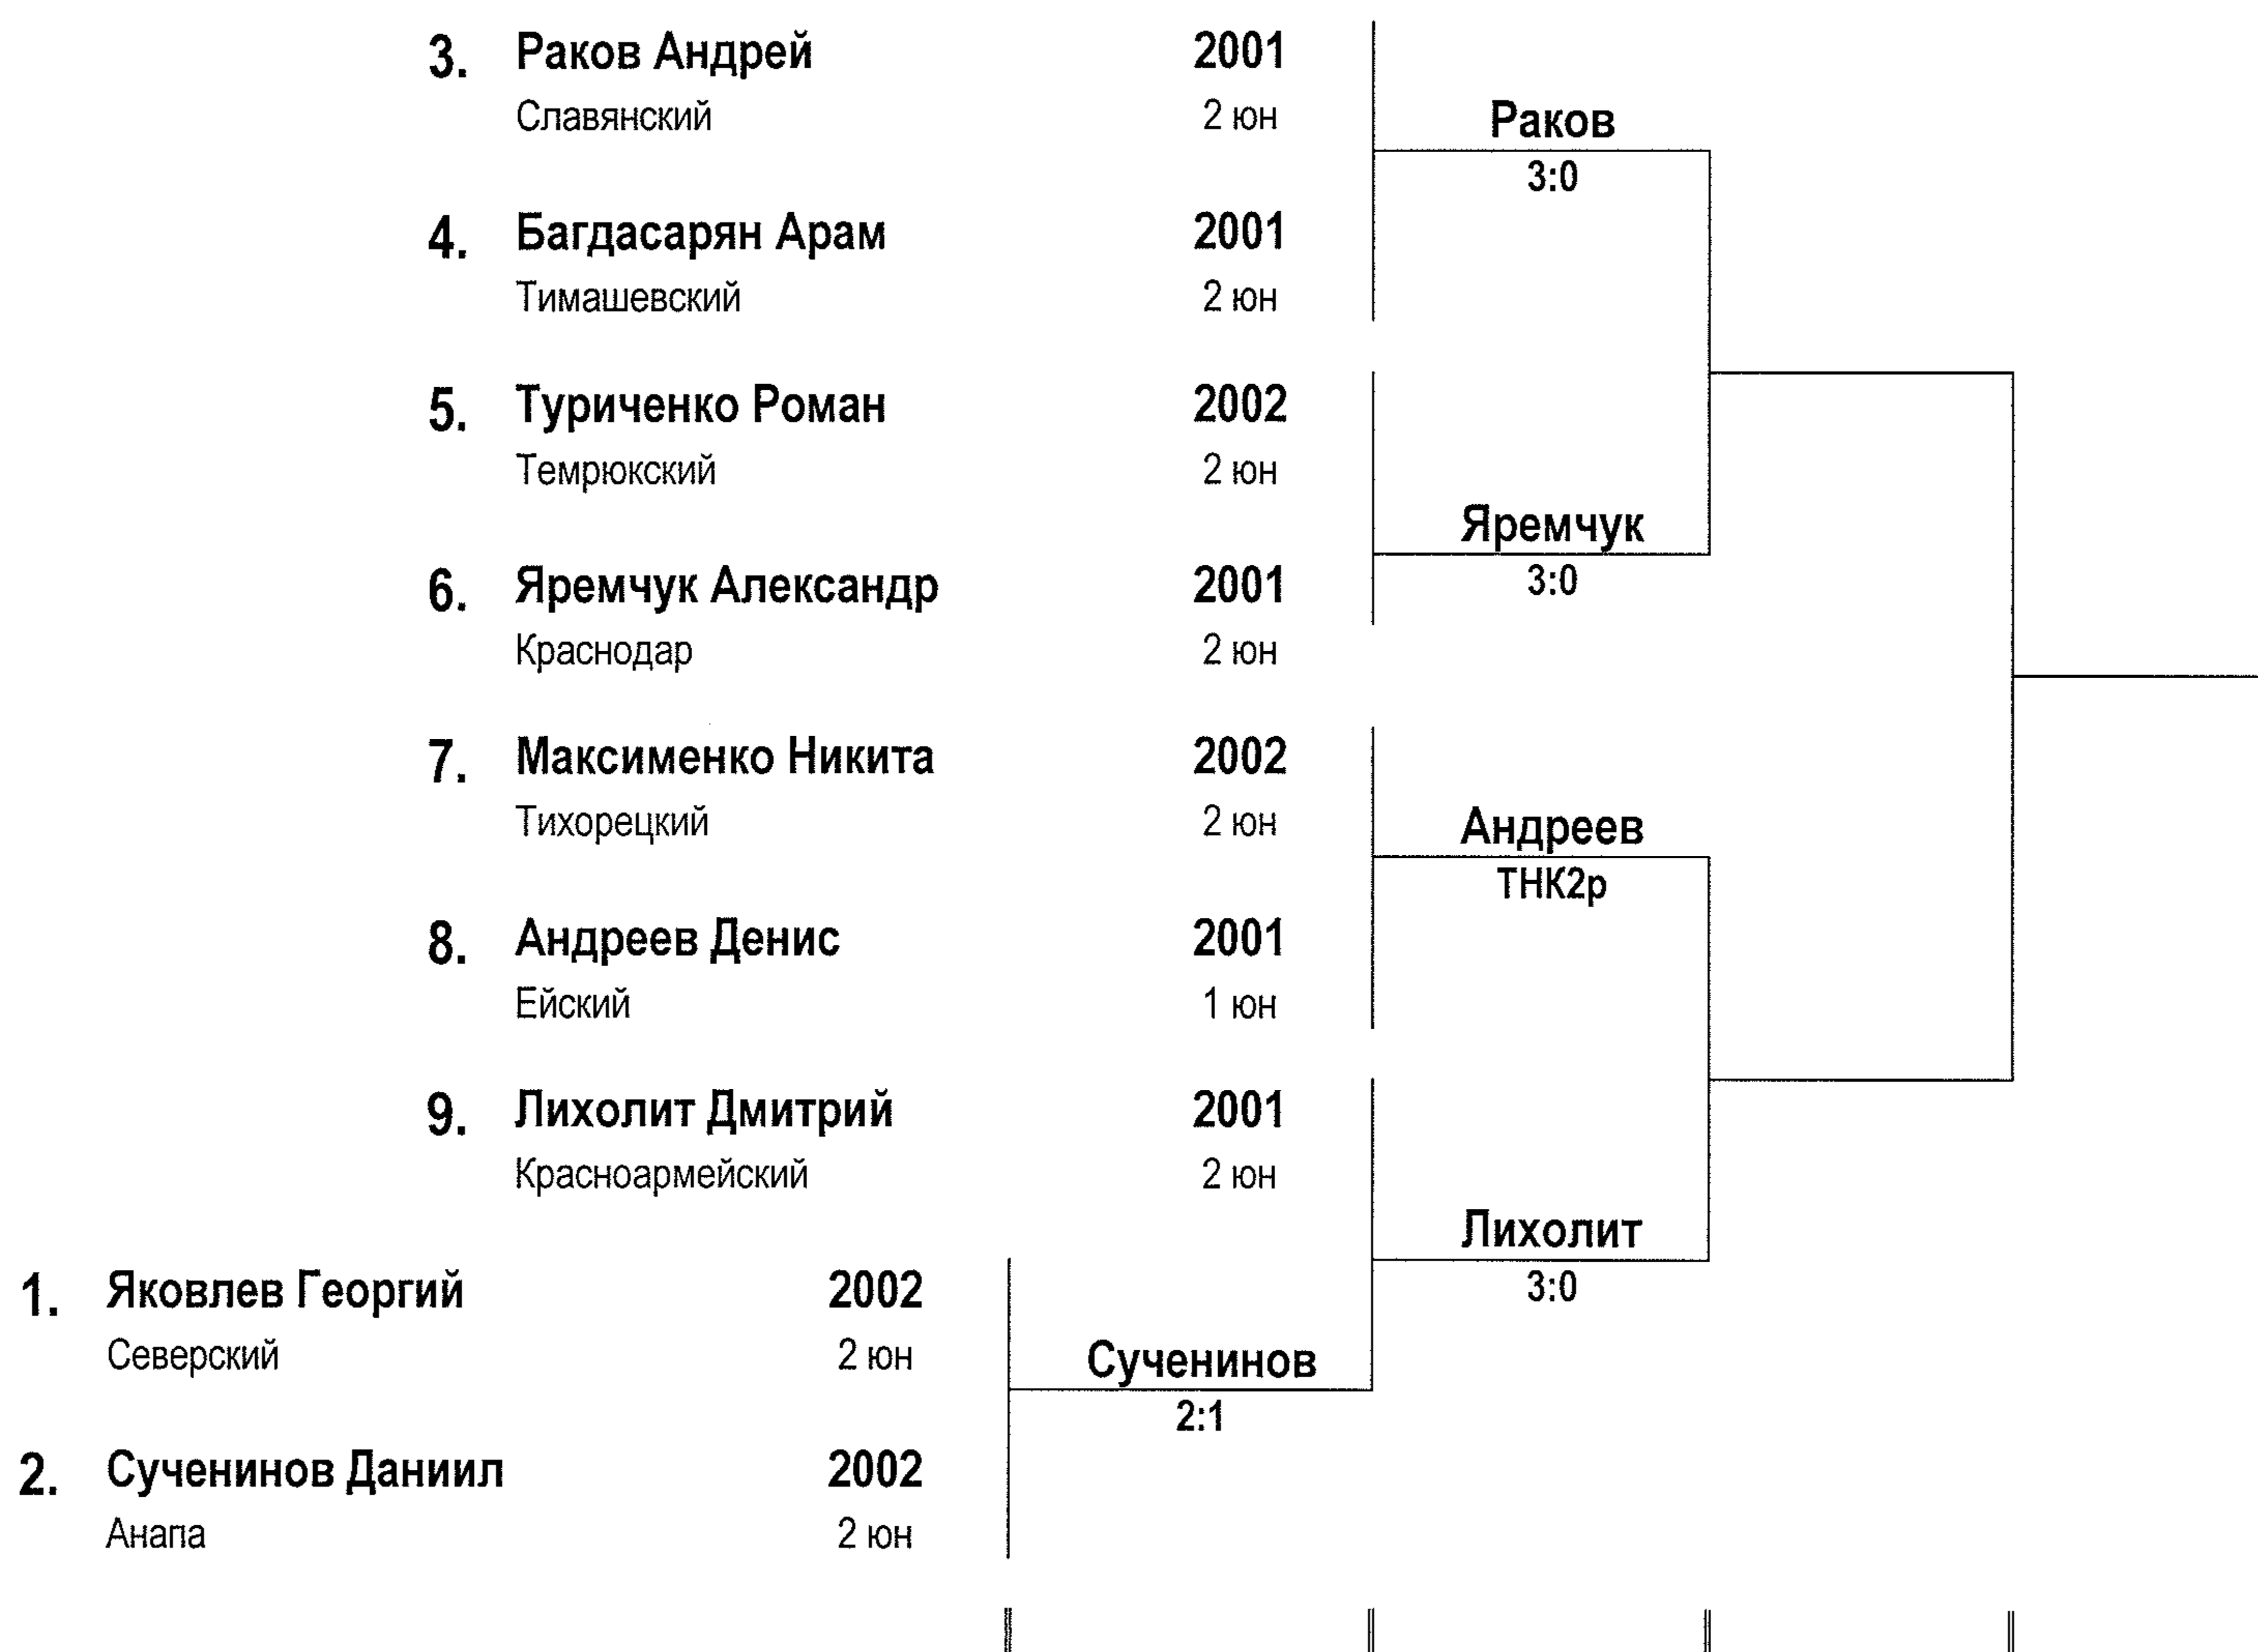 3. Раков Андрей 2001
Славянский 2 юн
Раков
3:0
4. Багдасарян Арам 2001
Тимашевский 2 юн
5. Туриченко Роман 2002
Темрюкский 2 юн
Яремчук
3:0
6. Яремчук Александр 2001
Краснодар 2 юн
7. Максименко Никита 2002
Тихорецкий 2 юн
Андреев
ТНК2р
8. Андреев Денис 2001
Ейский 1 юн
9. Лихолит Дмитрий 2001
Красноармейский 2 юн
Лихолит
3:0
1. Яковлев Георгий 2002
Северский 2 юн
Сученинов
2:1
2. Сученинов Даниил 2002
Анапа 2 юн